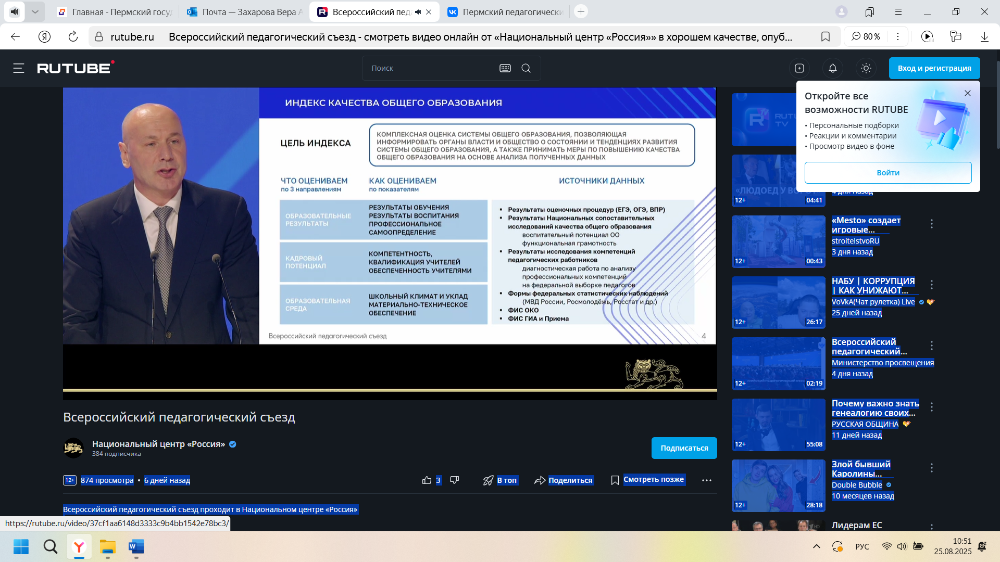 Главная - Пермский госу
Почта — Захарова Вера А
Всероссийский пед
Пермский педагогически
rutube.ru
Всероссийский педагогический съезд - смотреть видео онлайн от «Национальный центр «Россия»» в хорошем качестве, опуб...
80 %
RUTUBE
Поиск
Вход и регистрация
Откройте все
возможности RUTUBE
• Персональные подборки
• Реакции и комментарии
• Просмотр видео в фоне
Войти
ИНДЕКС КАЧЕСТВА ОБЩЕГО ОБРАЗОВАНИЯ
ЦЕЛЬ ИНДЕКСА
КОМПЛЕКСНАЯ ОЦЕНКА СИСТЕМЫ ОБЩЕГО ОБРАЗОВАНИЯ, ПОЗВОЛЯЮЩАЯ
ИНФОРМИРОВАТЬ ОРГАНЫ ВЛАСТИ И ОБЩЕСТВО О СОСТОЯНИИ И ТЕНДЕНЦИЯХ РАЗВИТИЯ
СИСТЕМЫ ОБЩЕГО ОБРАЗОВАНИЯ, А ТАКЖЕ ПРИНИМАТЬ МЕРЫ ПО ПОВЫШЕНИЮ КАЧЕСТВА
ОБЩЕГО ОБРАЗОВАНИЯ НА ОСНОВЕ АНАЛИЗА ПОЛУЧЕННЫХ ДАННЫХ
ЧТО ОЦЕНИВАЕМ
по 3 направлениям
КАК ОЦЕНИВАЕМ
по показателям
ИСТОЧНИКИ ДАННЫХ
ОБРАЗОВАТЕЛЬНЫЕ
РЕЗУЛЬТАТЫ
РЕЗУЛЬТАТЫ ОБУЧЕНИЯ
РЕЗУЛЬТАТЫ ВОСПИТАНИЯ
ПРОФЕССИОНАЛЬНОЕ
САМООПРЕДЕЛЕНИЕ
КАДРОВЫЙ
ПОТЕНЦИАЛ
КОМПЕТЕНТНОСТЬ,
КВАЛИФИКАЦИЯ УЧИТЕЛЕЙ
ОБЕСПЕЧЕННОСТЬ УЧИТЕЛЯМИ
ОБРАЗОВАТЕЛЬНАЯ
СРЕДА
ШКОЛЬНЫЙ КЛИМАТ И УКЛАД
МАТЕРИАЛЬНО-ТЕХНИЧЕСКОЕ
ОБЕСПЕЧЕНИЕ
▪ Результаты оценочных процедур (ЕГЭ, ОГЭ, ВПР)
▪ Результаты Национальных сопоставительных
исследований качества общего образования
воспитательный потенциал ОО
функциональная грамотность
▪ Результаты исследования компетенций
педагогических работников
диагностическая работа по анализу
профессиональных компетенций
на федеральной выборке педагогов
▪ Формы федеральных статистических наблюдений
(МВД России, Росмолодёжь, Росстат и др.)
▪ ФИС ОКО
▪ ФИС ГИА и Приема
Всероссийский педагогический съезд
4
Всероссийский педагогический съезд
Национальный центр «Россия»
384 подписчика
Подписаться
12+ 874 просмотра • 6 дней назад
3
В топ
Поделиться
Смотреть позже
Всероссийский педагогический съезд проходит в Национальном центре «Россия»
https://rutube.ru/video/37cf1aa6148d3333c9b4bb1542e78bc3/
RUT
TV
«ЛЮДОЕД У
12+ 04:41
4 дня назад
12+ 00:43
«Mesto» создает
игровые...
stroitelstvoRU
3 дня назад
12+ 26:17
НАБУ | КОРРУПЦИЯ
| КАК УНИЖАЮТ...
VoVkA(Чат рулетка) Live
25 дней назад
12+ 02:19
Всероссийский
педагогический...
Министерство просвещения
4 дня назад
12+ 55:08
Почему важно знать
генеалогию своих...
РУССКАЯ ОБЩИНА
11 дней назад
12+ 28:18
Злой бывший
Каролины...
Double Bubble
10 месяцев назад
Лидерам ЕС
РУС
10:51
25.08.2025